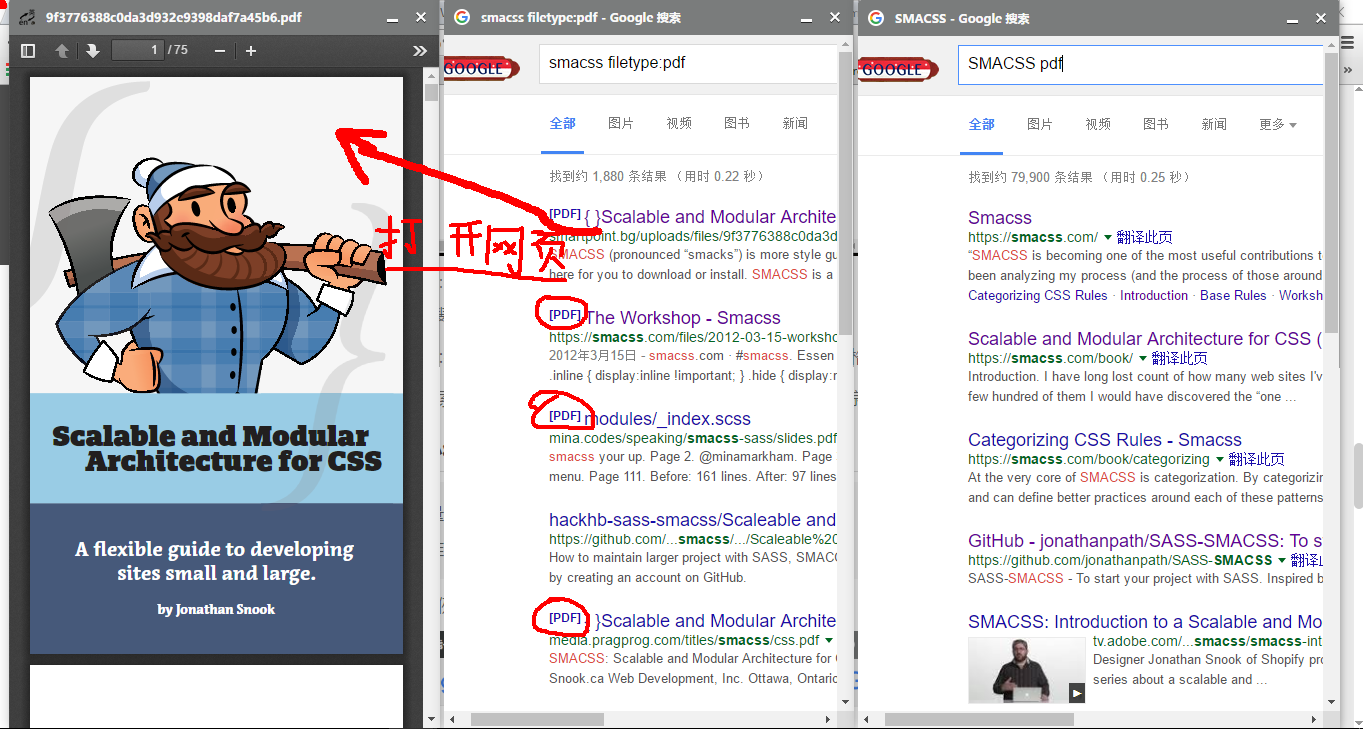 9f3776388c0da3d932e9398daf7a45b6.pdf
1 / 75
Scalable and Modular
Architecture for CSS
A flexible guide to developing
sites small and large.
by Jonathan Snook
打开网页
smacss filetype:pdf - Google 搜索
GOOGLE
smacss filetype:pdf
全部 图片 视频 图书 新闻
找到约 1,880 条结果 （用时 0.22 秒）
[PDF] { }Scalable and Modular Archite
smartpoint.bg/uploads/files/9f3776388c0da3d
SMACSS (pronounced “smacks”) is more style gu
here for you to download or install. SMACSS is a
[PDF] The Workshop - Smacss
https://smacss.com/files/2012-03-15-worksho
2012年3月15日 - smacss.com · #smacss. Essen
.inline { display:inline !important; } .hide { display:n
[PDF] modules/_index.scss
mina.codes/speaking/smacss-sass/slides.pdf
smacss your up. Page 2. @minamarkham. Page
menu. Page 111. Before: 161 lines. After: 97 lines
hackhb-sass-smacss/Scaleable and
https://github.com/...smacss/.../Scaleable%20
How to maintain larger project with SASS, SMAC
by creating an account on GitHub.
[PDF] }Scalable and Modular Archite
media.pragprog.com/titles/smacss/css.pdf
SMACSS: Scalable and Modular Architecture for
Snook.ca Web Development, Inc. Ottawa, Ontario
SMACSS - Google 搜索
GOOGLE
SMACSS pdf
全部 图片 视频 图书 新闻 更多
找到约 79,900 条结果 （用时 0.25 秒）
Smacss
https://smacss.com/ 翻译此页
“SMACSS is becoming one of the most useful contributions t
been analyzing my process (and the process of those around
Categorizing CSS Rules · Introduction · Base Rules · Worksh
Scalable and Modular Architecture for CSS (
https://smacss.com/book/ 翻译此页
Introduction. I have long lost count of how many web sites I’v
few hundred of them I would have discovered the “one ...
Categorizing CSS Rules - Smacss
https://smacss.com/book/categorizing 翻译此页
At the very core of SMACSS is categorization. By categorizin
and can define better practices around each of these patterns
GitHub - jonathanpath/SASS-SMACSS: To s
https://github.com/jonathanpath/SASS-SMACSS 翻译此
SASS-SMACSS - To start your project with SASS. Inspired b
SMACSS: Introduction to a Scalable and Mo
tv.adobe.com/...smacss/smacss-int
Designer Jonathan Snook of Shopify pro
series about a scalable and ...